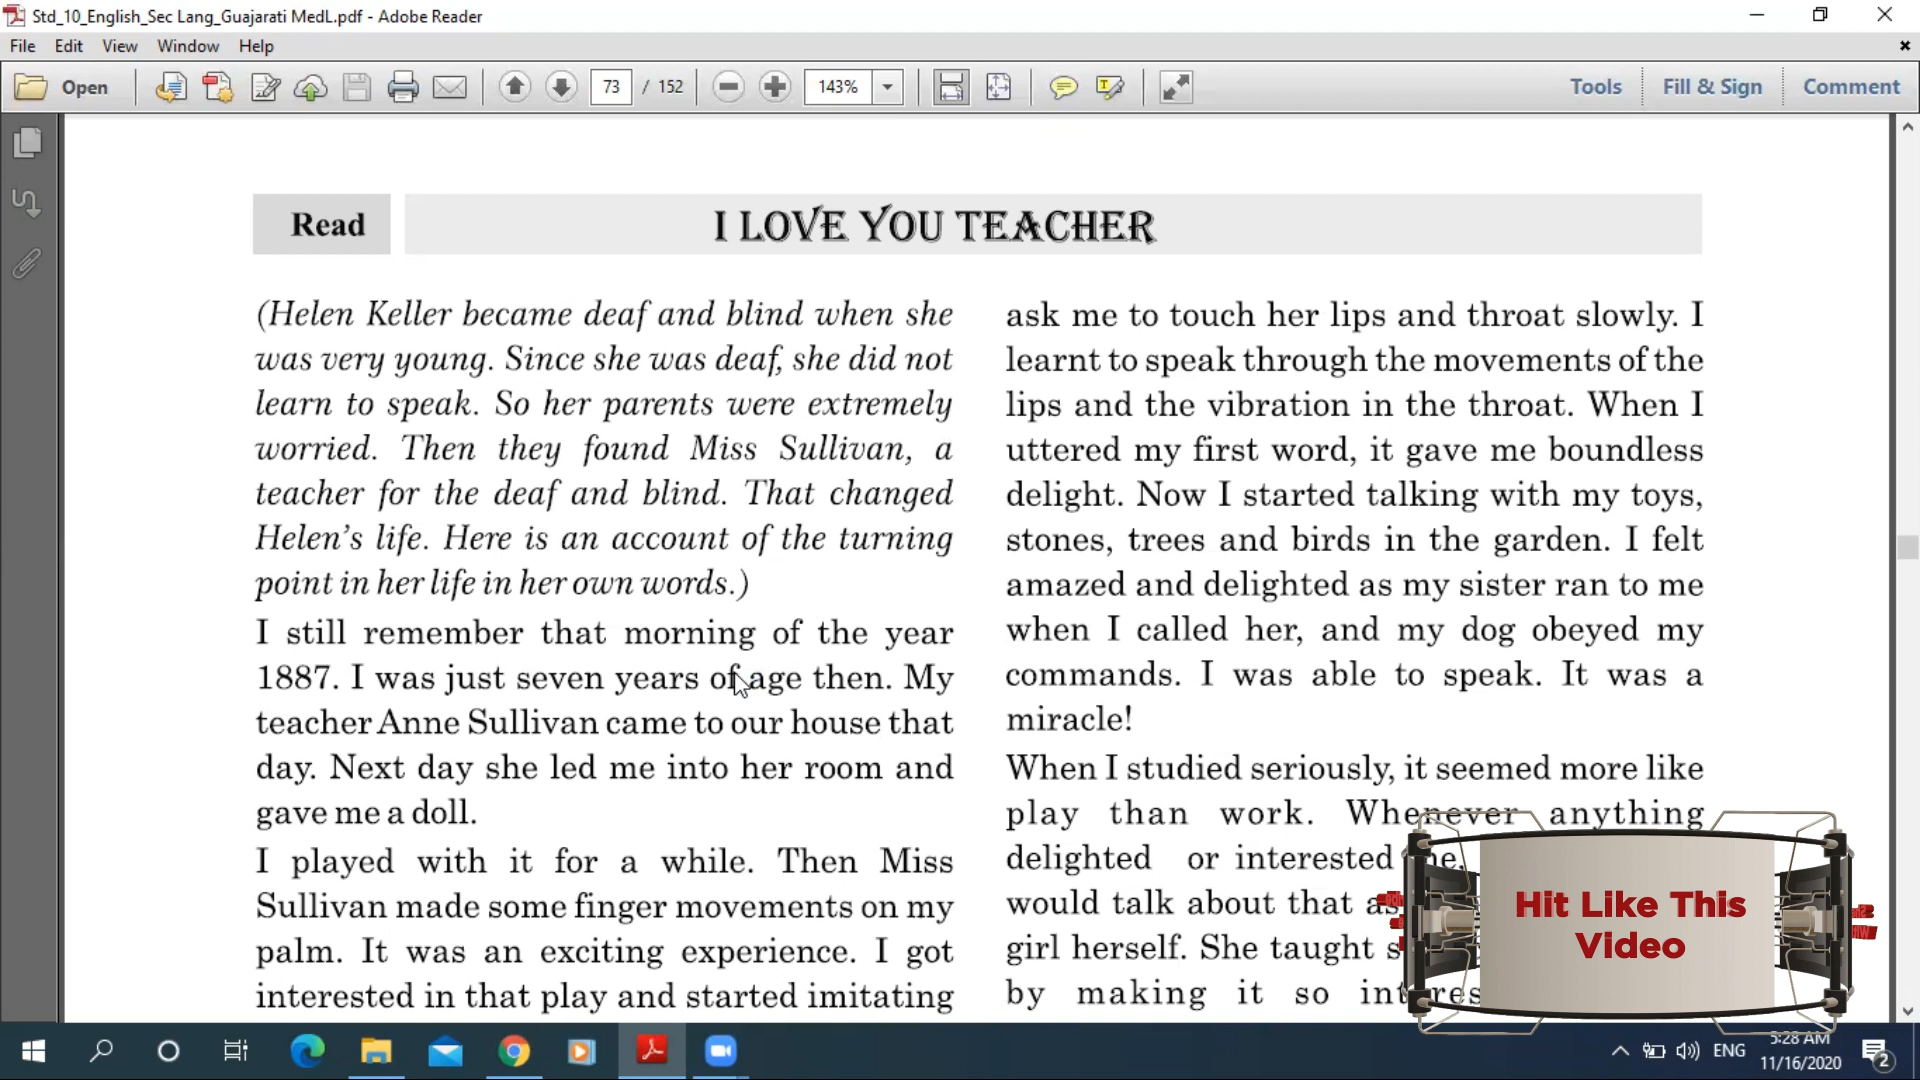 Std_10_English_Sec Lang_Guajarati MedL.pdf - Adobe Reader
File Edit View Window Help
Open 73 / 152 143% Tools Fill & Sign Comment
Read
I LOVE YOU TEACHER
(Helen Keller became deaf and blind when she
was very young. Since she was deaf, she did not
learn to speak. So her parents were extremely
worried. Then they found Miss Sullivan, a
teacher for the deaf and blind. That changed
Helen's life. Here is an account of the turning
point in her life in her own words.)
I still remember that morning of the year
1887. I was just seven years of age then. My
teacher Anne Sullivan came to our house that
day. Next day she led me into her room and
gave me a doll.
I played with it for a while. Then Miss
Sullivan made some finger movements on my
palm. It was an exciting experience. I got
interested in that play and started imitating
ask me to touch her lips and throat slowly. I
learnt to speak through the movements of the
lips and the vibration in the throat. When I
uttered my first word, it gave me boundless
delight. Now I started talking with my toys,
stones, trees and birds in the garden. I felt
amazed and delighted as my sister ran to me
when I called her, and my dog obeyed my
commands. I was able to speak. It was a
miracle!
When I studied seriously, it seemed more like
play than work. Whenever anything
delighted or interested
would talk about that
girl herself. She taught
by making it so
Hit Like This
Video
ENG
5:28 AM
11/16/2020
2